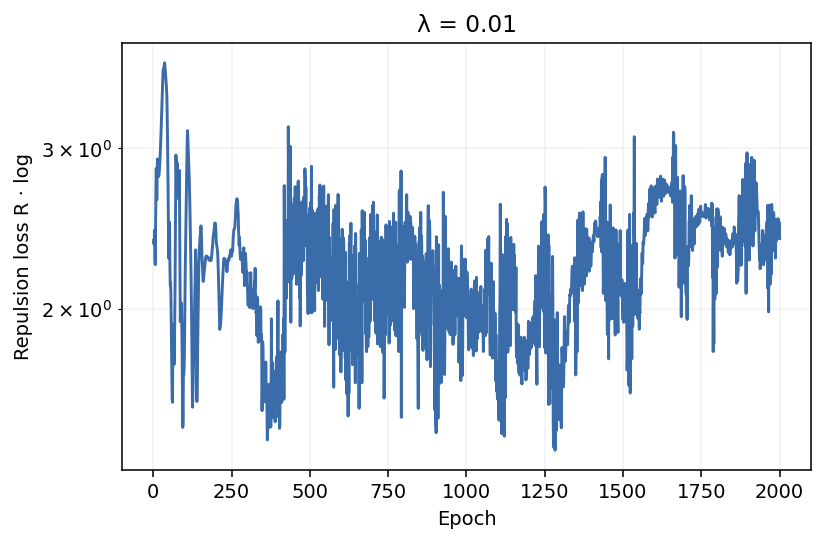 λ = 0.01
Repulsion loss R · log
3 × 10⁰
2 × 10⁰
0 250 500 750 1000 1250 1500 1750 2000
Epoch